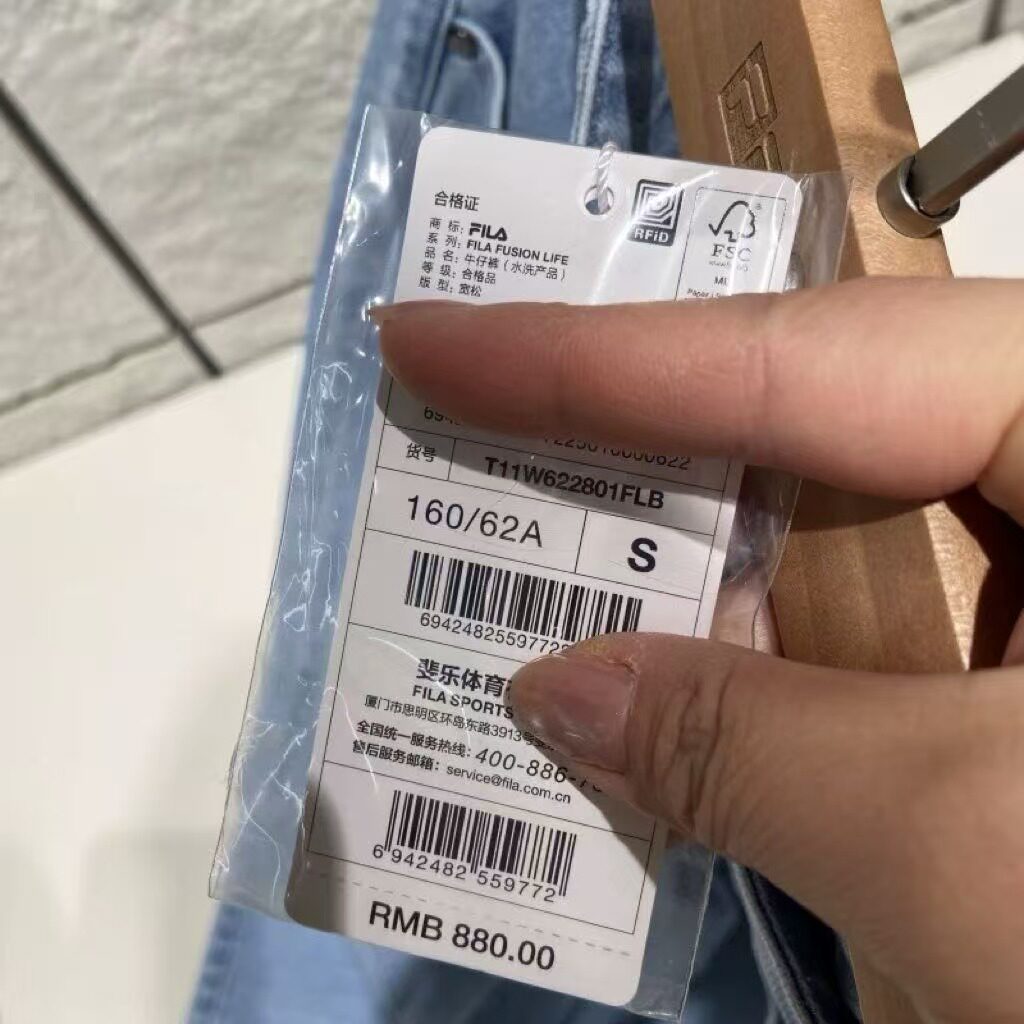 合格证
商 标: FILA
系 列: FILA FUSION LIFE
品 名: 牛仔裤(水洗产品)
等 级: 合格品
版 型: 宽松
RFiD
FSC
货号 T11W622801FLB
160/62A S
6942482559772
斐乐体育
FILA SPORTS
厦门市思明区环岛东路3913号
全国统一服务热线: 400-886-
售后服务邮箱: service@fila.com.cn
6 942482 559772
RMB 880.00